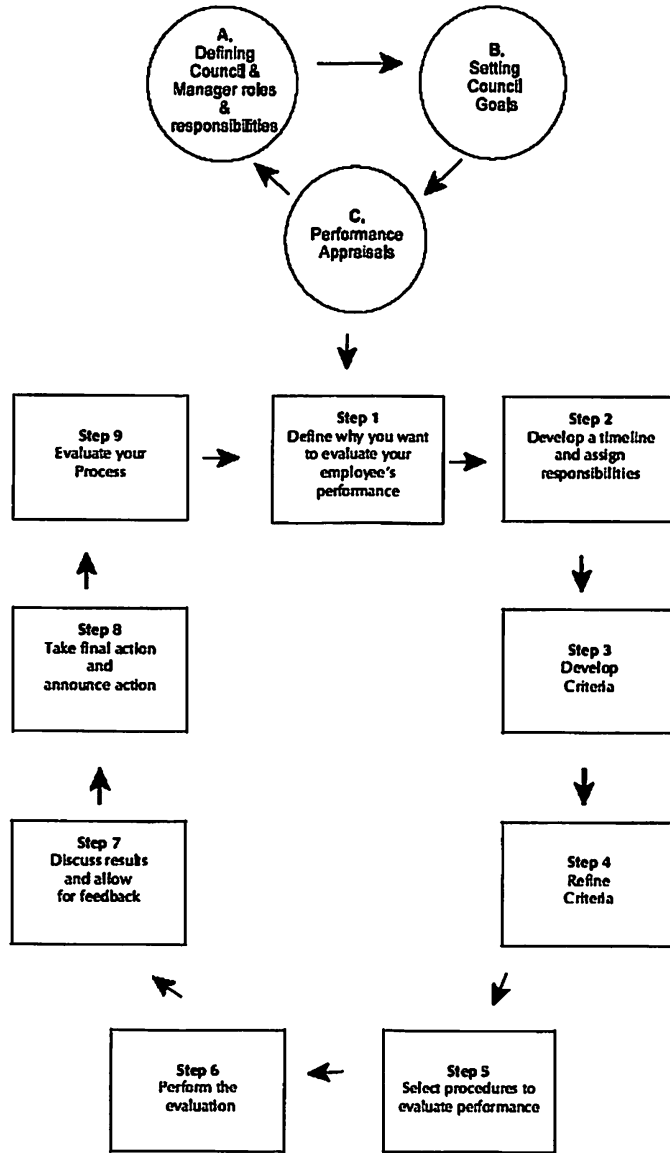 A.
Defining
Council &
Manager roles
&
responsibilities
B.
Setting
Council
Goals
C.
Performance
Appraisals
Step 1
Define why you want
to evaluate your
employee's
performance
Step 2
Develop a timeline
and assign
responsibilities
Step 3
Develop
Criteria
Step 4
Refine
Criteria
Step 5
Select procedures to
evaluate performance
Step 6
Perform the
evaluation
Step 7
Discuss results
and allow
for feedback
Step 8
Take final action
and
announce action
Step 9
Evaluate your
Process